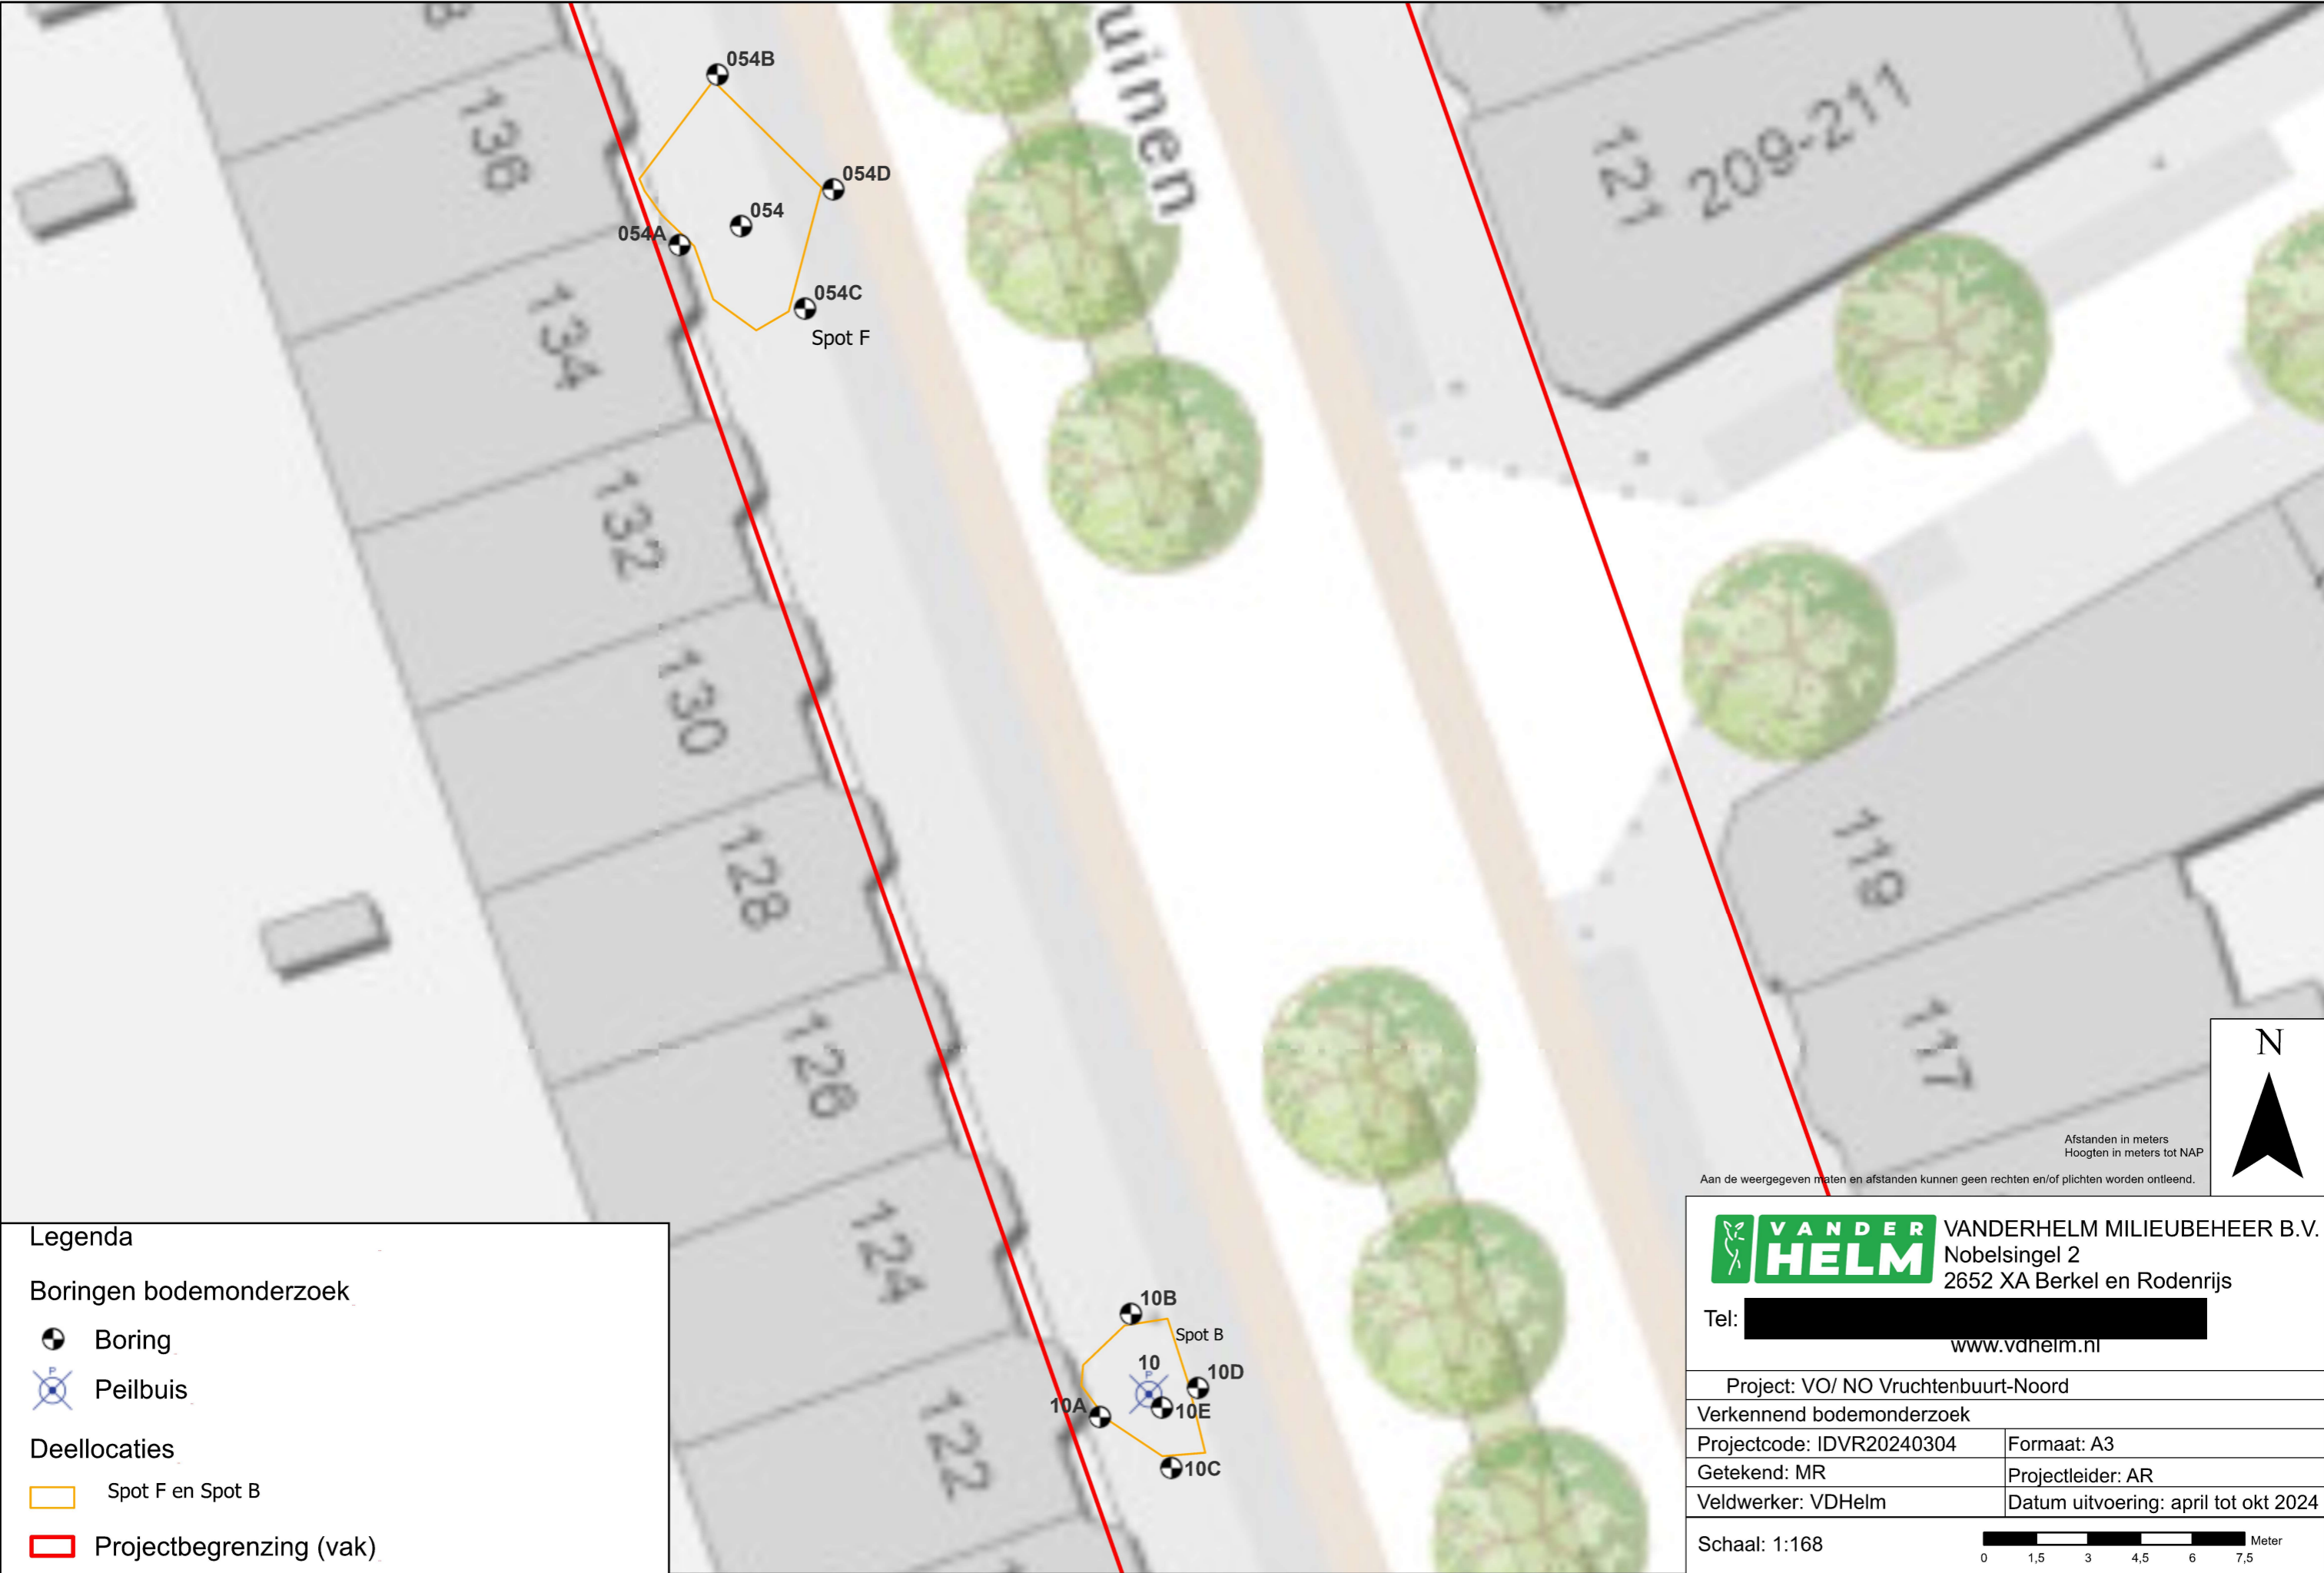 uinen
136
134
132
130
128
126
124
122
121
209-211
119
117
054B
054D
054
054A
054C
Spot F
10B
Spot B
10
P
10D
10A
10E
10C
N
Afstanden in meters
Hoogten in meters tot NAP
Aan de weergegeven maten en afstanden kunnen geen rechten en/of plichten worden ontleend.
Legenda
Boringen bodemonderzoek
Boring
P
Peilbuis
Deellocaties
Spot F en Spot B
Projectbegrenzing (vak)
VANDER
HELM
VANDERHELM MILIEUBEHEER B.V.
Nobelsingel 2
2652 XA Berkel en Rodenrijs
Tel:
www.vdhelm.nl
Project: VO/ NO Vruchtenbuurt-Noord
Verkennend bodemonderzoek
Projectcode: IDVR20240304
Formaat: A3
Getekend: MR
Projectleider: AR
Veldwerker: VDHelm
Datum uitvoering: april tot okt 2024
Schaal: 1:168
Meter
0 1,5 3 4,5 6 7,5